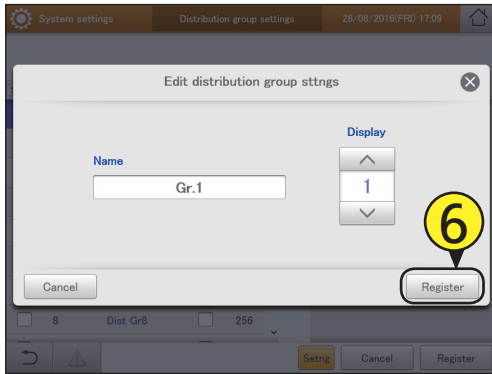 System settings Distribution group settings 26/08/2016(FRI) 17:09
Edit distribution group sttngs
Display
Name
Gr.1 1
6
Cancel Register
8 Dist Gr8 256
Setng Cancel Register